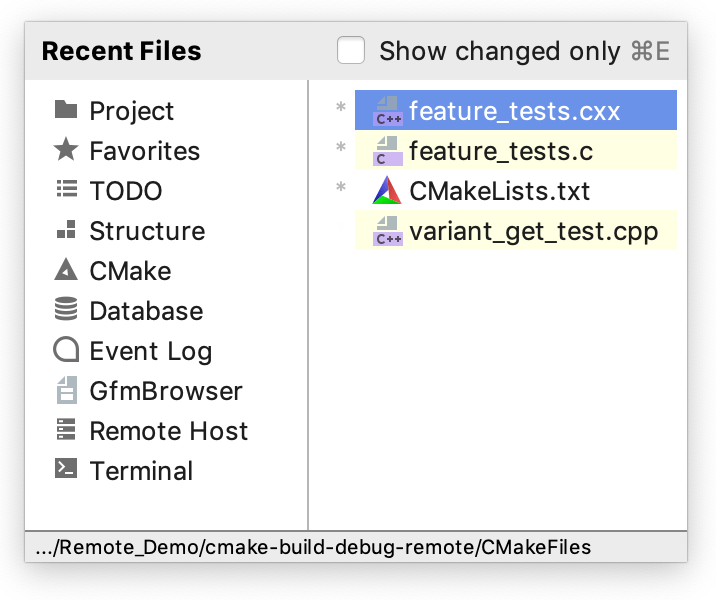 Recent Files
Show changed only ⌘E
Project
Favorites
TODO
Structure
CMake
Database
Event Log
GfmBrowser
Remote Host
Terminal
* C++ feature_tests.cxx
* C feature_tests.c
* CMakeLists.txt
C++ variant_get_test.cpp
.../Remote_Demo/cmake-build-debug-remote/CMakeFiles